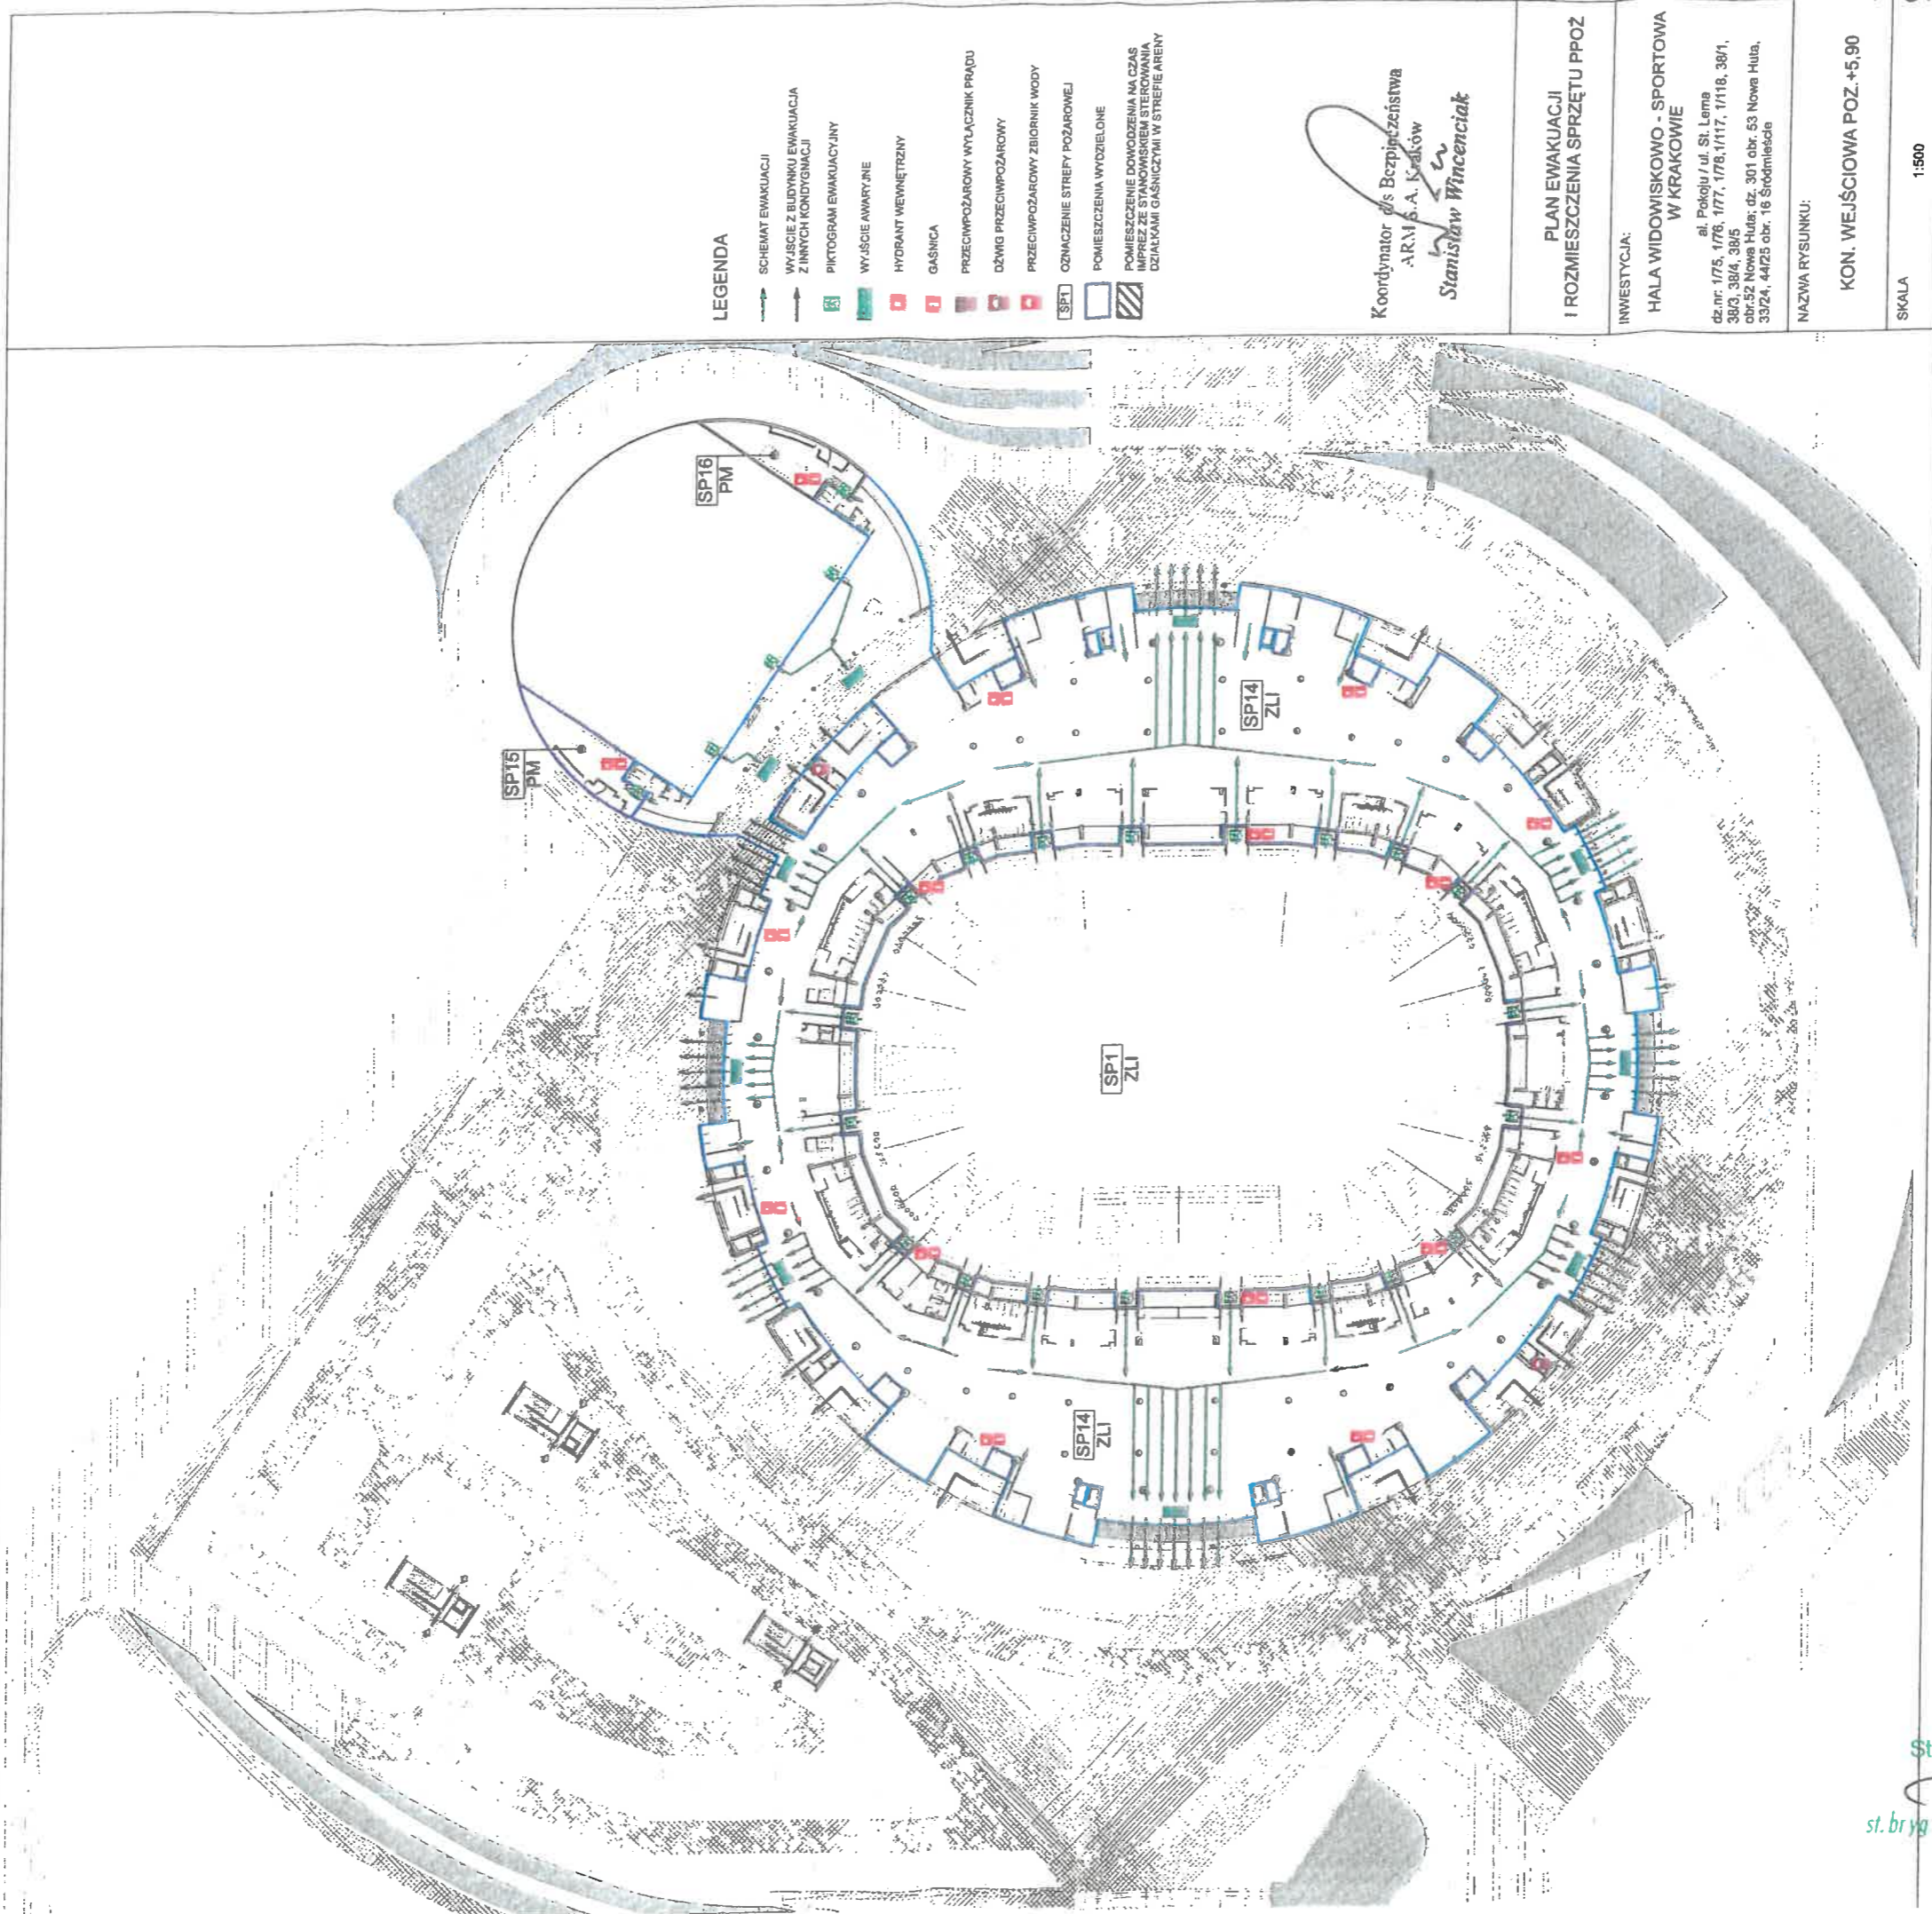 LEGENDA
SCHEMAT EWAKUACJI
WYJŚCIE Z BUDYNKU EWAKUACJA
Z INNYCH KONDYGNACJI
PIKTOGRAM EWAKUACYJNY
WYJŚCIE AWARYJNE
HYDRANT WEWNĘTRZNY
GAŚNICA
PRZECIWPOŻAROWY WYŁĄCZNIK PRĄDU
DŹWIG PRZECIWPOŻAROWY
PRZECIWPOŻAROWY ZBIORNIK WODY
SP1 OZNACZENIE STREFY POŻAROWEJ
POMIESZCZENIA WYDZIELONE
POMIESZCZENIE DOWODZENIA NA CZAS
IMPREZ ZE STANOWISKIEM STEROWANIA
DZIAŁKAMI GAŚNICZYMI W STREFIE ARENY
Koordynator d/s Bezpieczeństwa
ARM S.A. Kraków
Stanisław Wincenciak
PLAN EWAKUACJI
I ROZMIESZCZENIA SPRZĘTU PPOŻ
INWESTYCJA:
HALA WIDOWISKOWO - SPORTOWA
W KRAKOWIE
al. Pokoju / ul. St. Lema
dz.nr: 1/75, 1/76, 1/77, 1/78,1/117, 1/118, 38/1,
38/3, 38/4, 38/5
obr.52 Nowa Huta; dz. 301 obr. 53 Nowa Huta,
33/24, 44/25 obr. 16 Śródmieście
NAZWA RYSUNKU:
KON. WEJŚCIOWA POZ.+5,90
SKALA
1:500
SP16
PM
SP15
PM
SP14
ZLI
SP1
ZLI
SP14
ZLI
st. bryg